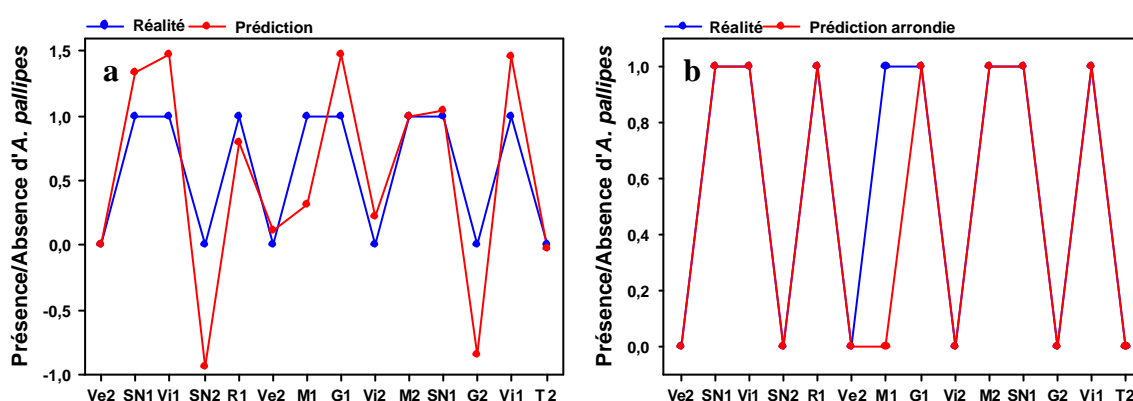 Réalité Prédiction
a
Présence/Absence d'A. pallipes
1,5
1,0
0,5
0,0
-0,5
-1,0
Ve2 SN1 Vi1 SN2 R1 Ve2 M1 G1 Vi2 M2 SN1 G2 Vi1 T2
Réalité Prédiction arrondie
b
Présence/Absence d'A. pallipes
1,0
0,8
0,6
0,4
0,2
0,0
Ve2 SN1 Vi1 SN2 R1 Ve2 M1 G1 Vi2 M2 SN1 G2 Vi1 T2